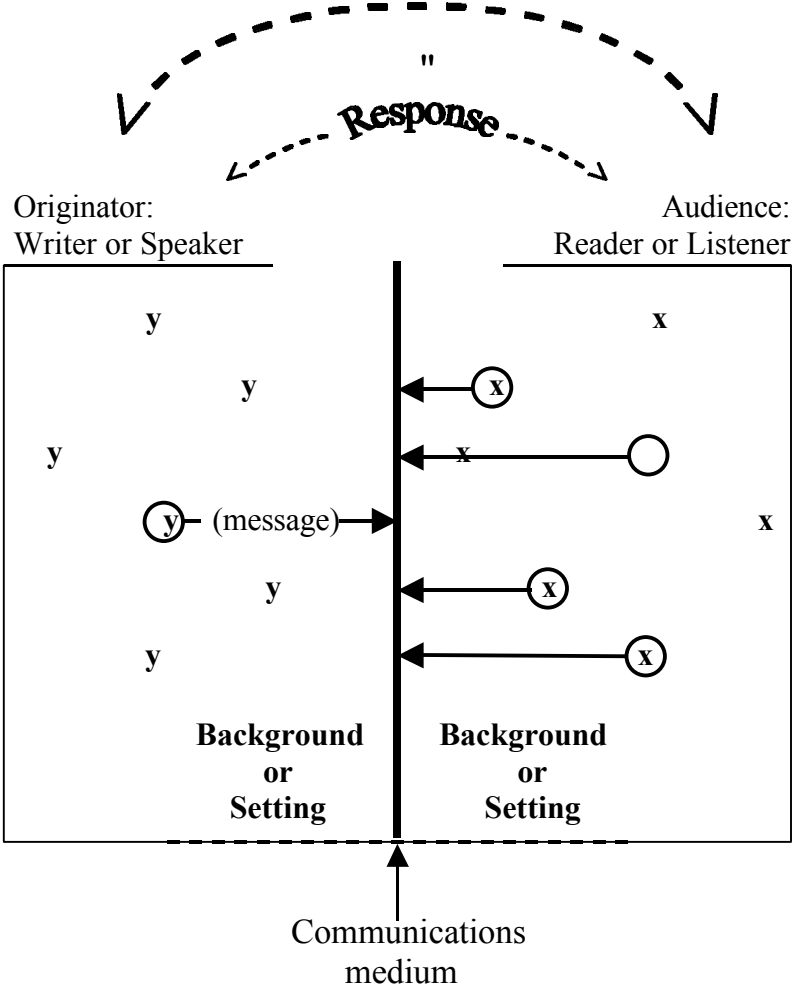 "
Response
Originator: Audience:
Writer or Speaker Reader or Listener
y x
y x
y x
y (message) x
y x
y x
Background Background
or or
Setting Setting
Communications
medium